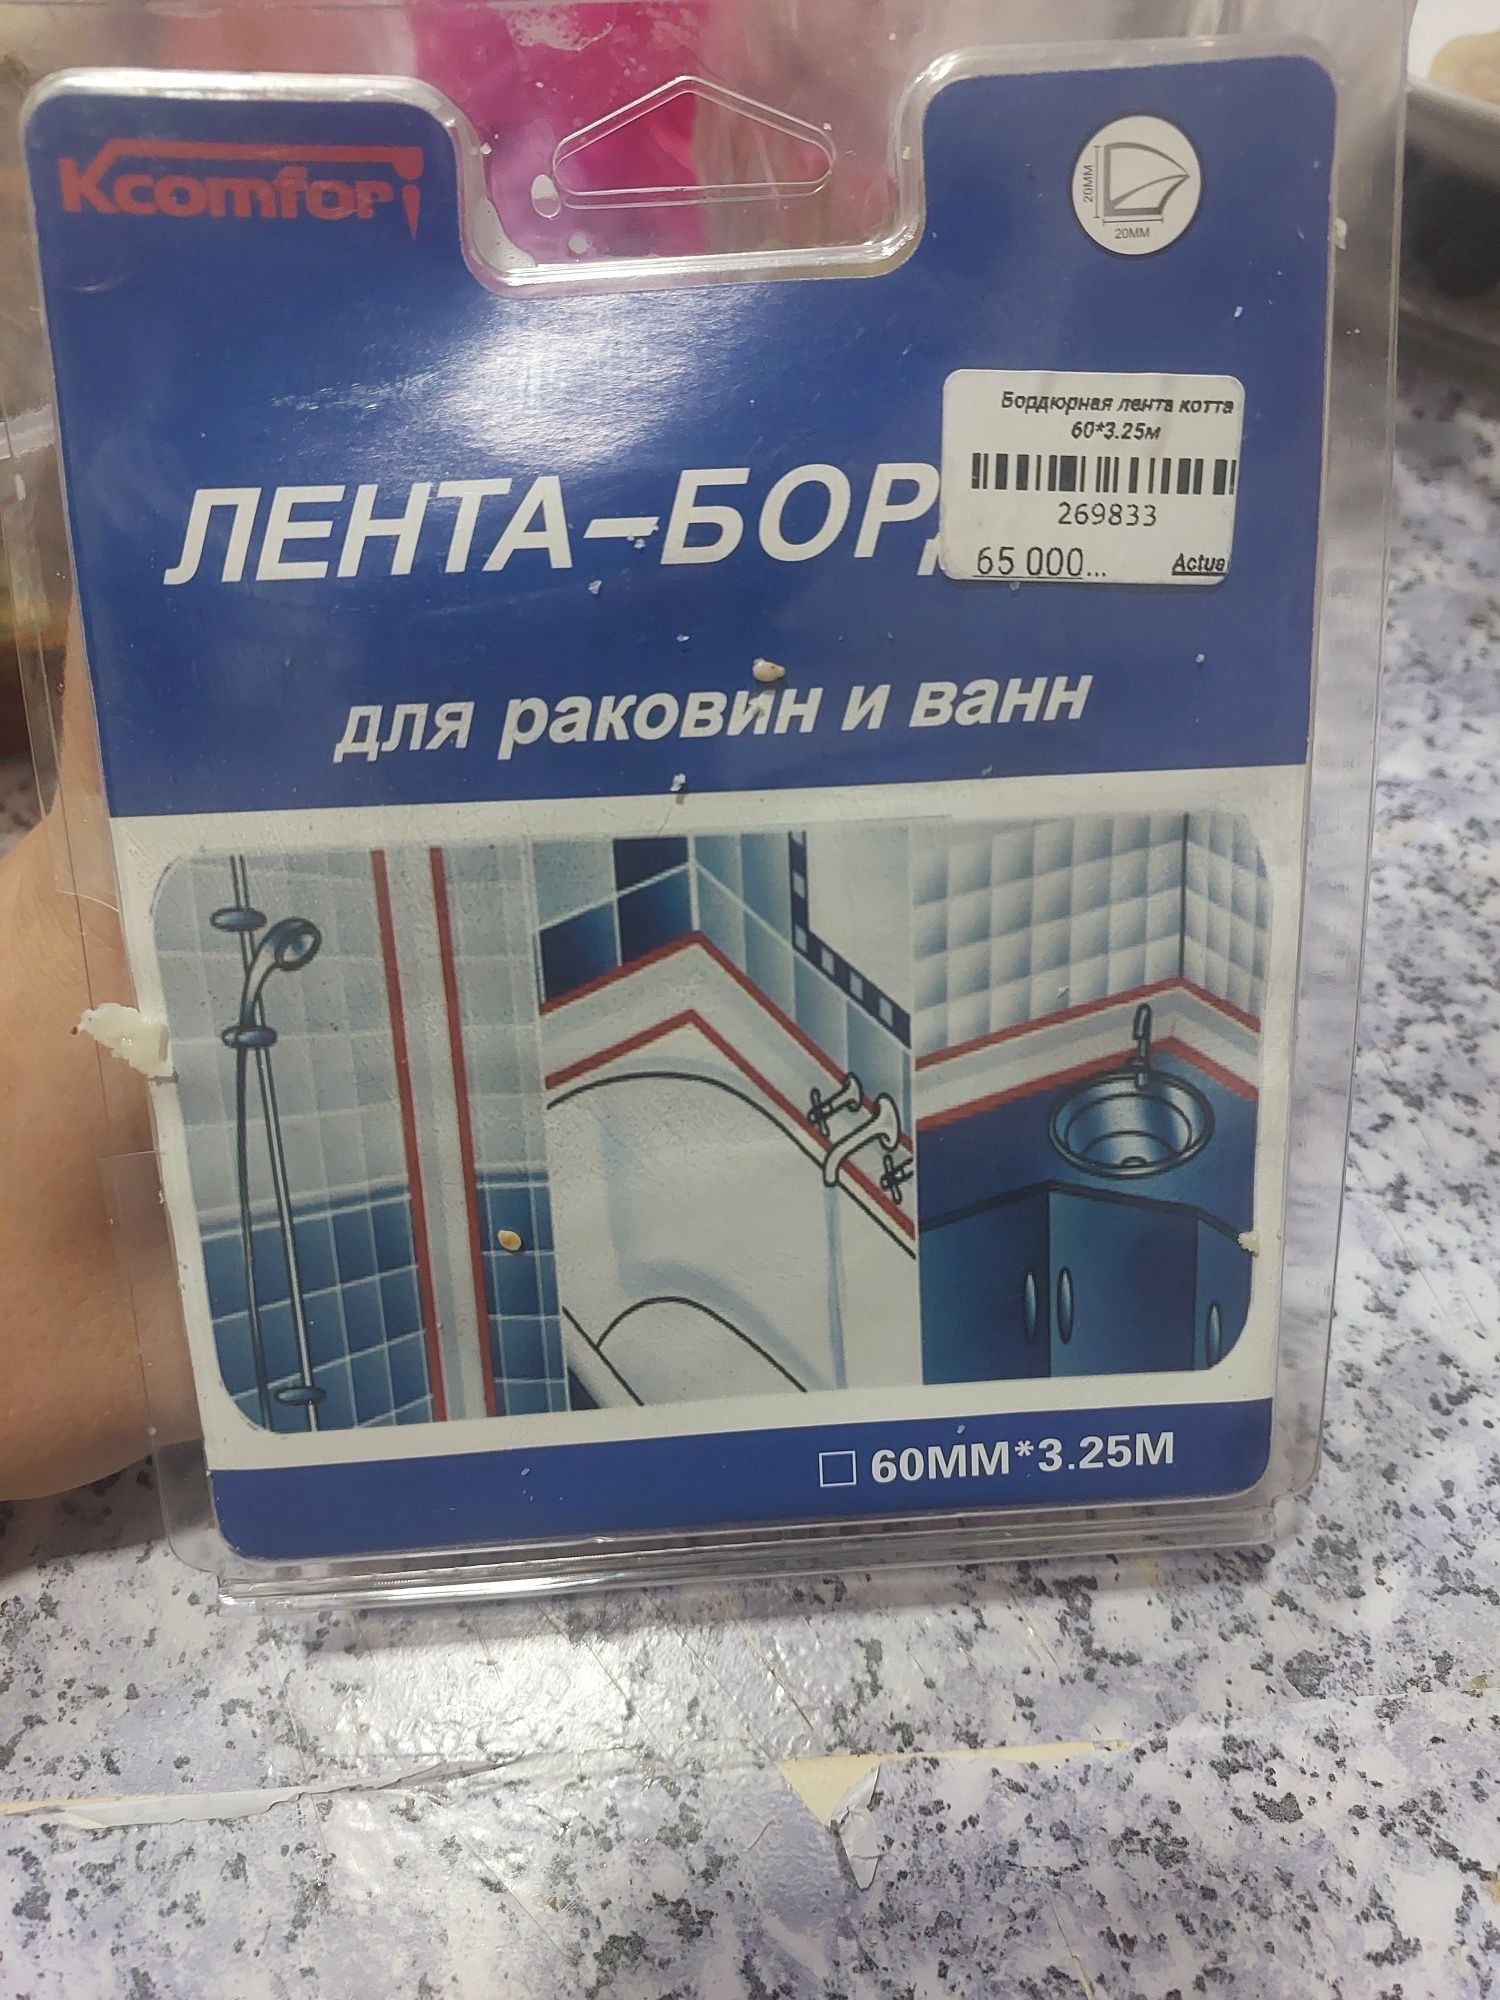 Kcomfort
20MM
20MM
Бордюрная лента котта
60*3.25м
269833
65 000...
Actua
ЛЕНТА-БОР
для раковин и ванн
60MM*3.25M